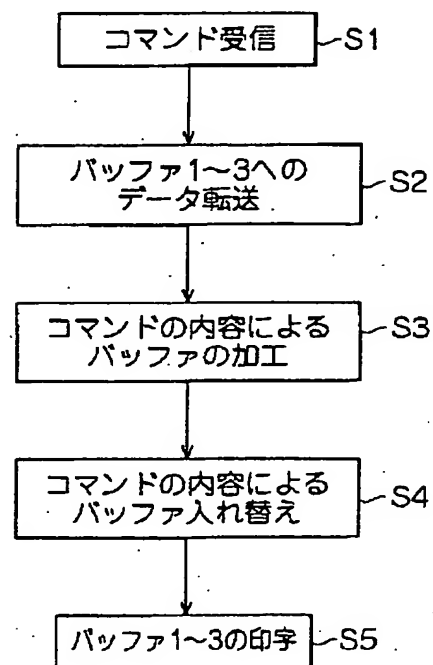 コマンド受信 S1
バッファ1~3への
データ転送 S2
コマンドの内容による S3
バッファの加工
コマンドの内容による
バッファ入れ替え S4
バッファ1~3の印字 S5